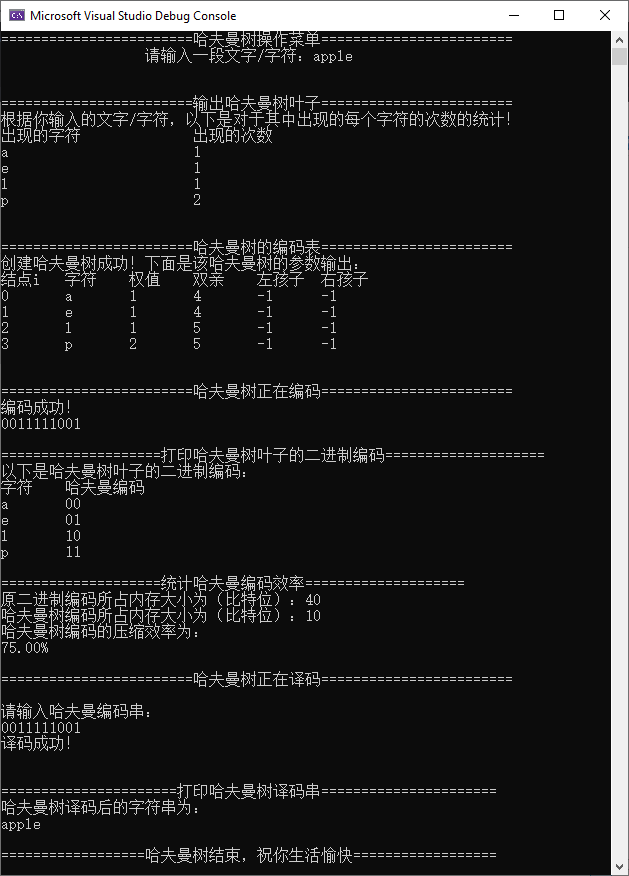 Microsoft Visual Studio Debug Console
========================哈夫曼树操作菜单========================
请输入一段文字/字符：apple
========================输出哈夫曼树叶子========================
根据你输入的文字/字符，以下是对于其中出现的每个字符的次数的统计！
出现的字符 出现的次数
a 1
e 1
l 1
p 2
========================哈夫曼树的编码表========================
创建哈夫曼树成功！下面是该哈夫曼树的参数输出：
结点i 字符 权值 双亲 左孩子 右孩子
0 a 1 4 -1 -1
1 e 1 4 -1 -1
2 l 1 5 -1 -1
3 p 2 5 -1 -1
========================哈夫曼树正在编码========================
编码成功！
0011111001
====================打印哈夫曼树叶子的二进制编码====================
以下是哈夫曼树叶子的二进制编码：
字符 哈夫曼编码
a 00
e 01
l 10
p 11
====================统计哈夫曼编码效率====================
原二进制编码所占内存大小为（比特位）：40
哈夫曼树编码所占内存大小为（比特位）：10
哈夫曼树编码的压缩效率为：
75.00%
========================哈夫曼树正在译码========================
请输入哈夫曼编码串：
0011111001
译码成功！
======================打印哈夫曼树译码串======================
哈夫曼树译码后的字符串为：
apple
==================哈夫曼树结束，祝你生活愉快==================